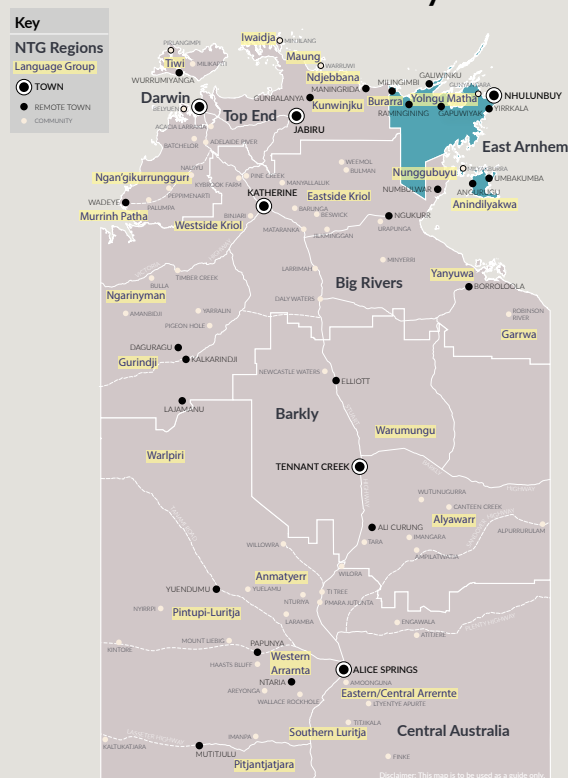 Key
NTG Regions
Language Group
TOWN
REMOTE TOWN
COMMUNITY
PIRLANGIMPI
Tiwi
MILIKAPITI
WURRUMIYANGA
Iwaidja
MINJILANG
Maung
WARRUWI
Ndjebbana
MANINGRIDA
GUNBALANYA
Kunwinjku
MILINGIMBI
GALIWINKU
Burarra
Yolngu Matha
NHULUNBUY
RAMINGINING
GAPUWIYAK
YIRRKALA
Darwin
Top End
JABIRU
East Arnhem
ACACIA LARRAKIA
BATCHELOR
ADELAIDE RIVER
NAUIYU
WEEMOL
BULMAN
Nunggubuyu
MILYAKBURRA
UMBAKUMBA
Ngan'gikurrunggurr
KYBROOK FARM
PINE CREEK
MANYALLALUK
NUMBULWAR
ANGURUGU
PEPPIMENARTI
KATHERINE
Eastside Kriol
Anindilyakwa
WADEYE
PALUMPA
Murrinh Patha
BINJARI
BARUNGA
BESWICK
NGUKURR
Westside Kriol
MATARANKA
JILKMINGGAN
URAPUNGA
MINYERRI
LARRIMAH
Yanyuwa
TIMBER CREEK
BULLA
Big Rivers
BORROLOOLA
Ngarinyman
DALY WATERS
AMANBIDJI
YARRALIN
ROBINSON
RIVER
PIGEON HOLE
Garrwa
DAGURAGU
Gurindji
KALKARINDJI
NEWCASTLE WATERS
ELLIOTT
LAJAMANU
Barkly
Warumungu
Warlpiri
TENNANT CREEK
HIGHWAY
WUTUNUGURRA
CANTEEN CREEK
Alyawarr
ALI CURUNG
ALPURRURULAM
TARA
IMANGARA
WILLOWRA
AMPILATWATJA
WILORA
Anmatyerr
YUENDUMU
YUELAMU
TI TREE
NTURIYA
PMARA JUTUNTA
NYIRRPI
Pintupi-Luritja
LARAMBA
ENGAWALA
ATITJERE
KINTORE
MOUNT LIEBIG
PAPUNYA
HAASTS BLUFF
Western
Arrarnta
ALICE SPRINGS
NTARIA
AMOONGUNA
AREYONGA
Eastern/Central Arrernte
WALLACE ROCKHOLE
LTYENTYE APURTE
TITJIKALA
IMANPA
Southern Luritja
Central Australia
KALTUKATJARA
MUTITJULU
FINKE
Pitjantjatjara
Disclaimer: This map is to be used as a guide only.